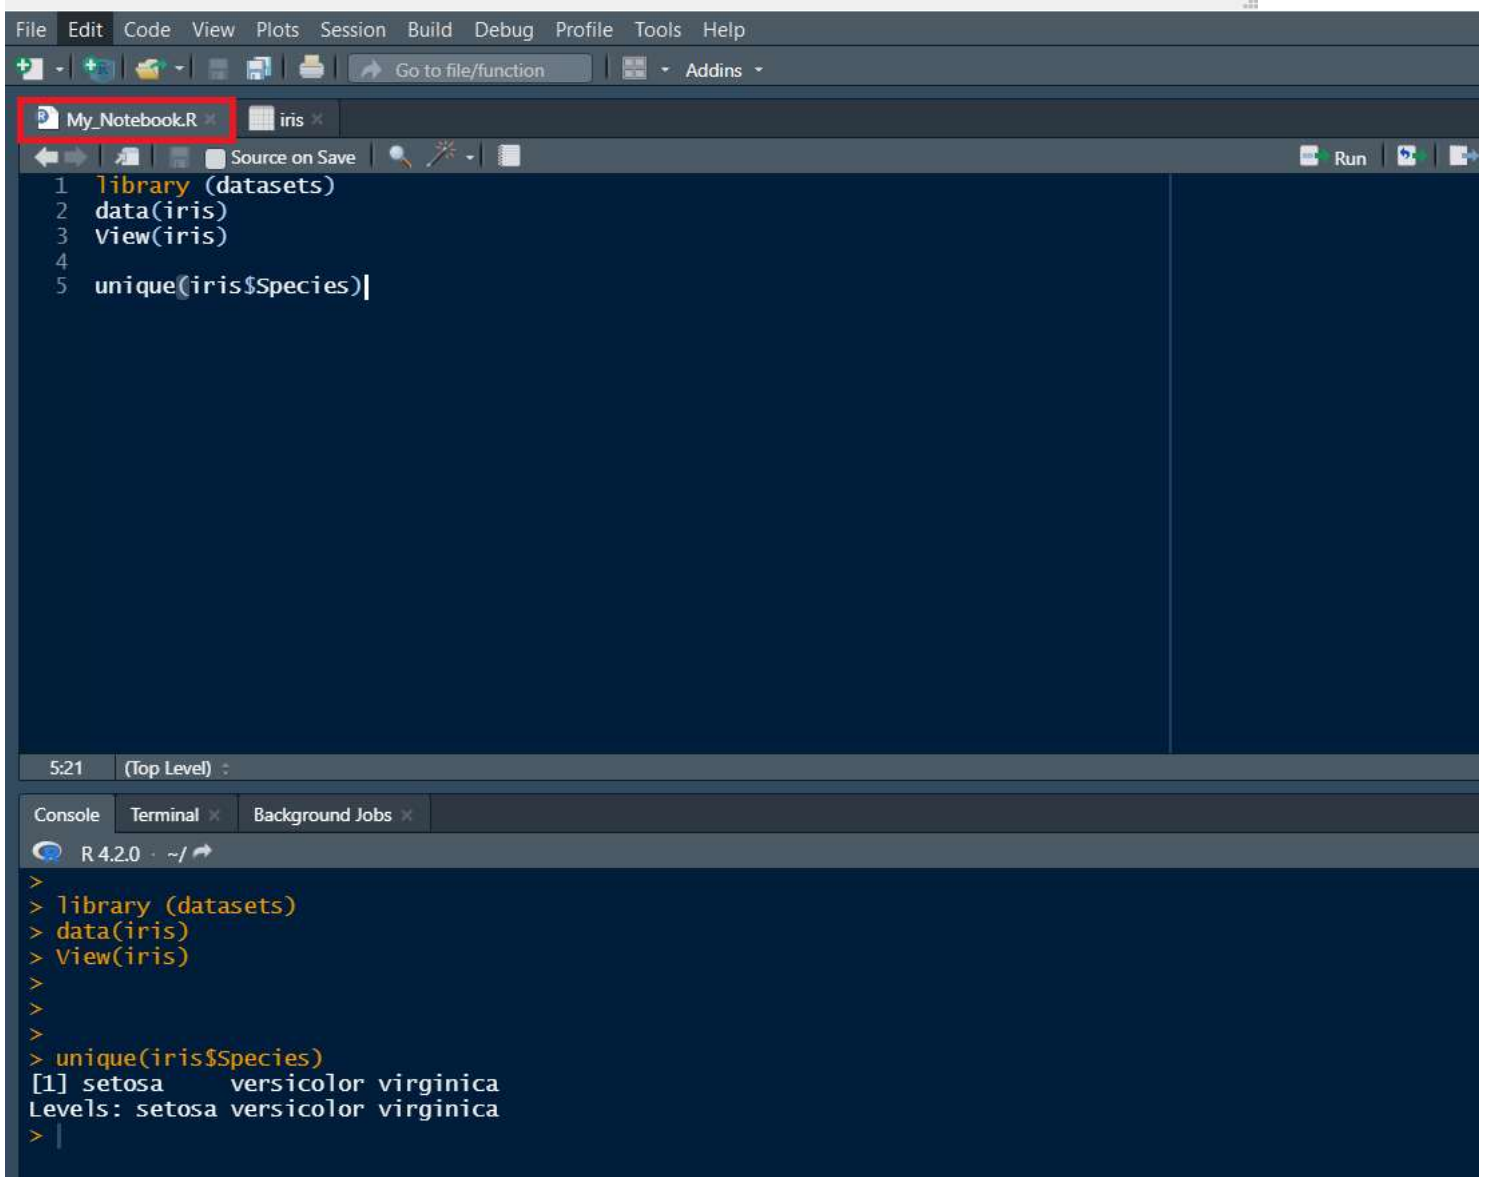 File Edit Code View Plots Session Build Debug Profile Tools Help
Go to file/function Addins
My_Notebook.R iris
Source on Save Run
1 library (datasets)
2 data(iris)
3 View(iris)
4
5 unique(iris$Species)
5:21 (Top Level)
Console Terminal Background Jobs
R 4.2.0 · ~/
>
> library (datasets)
> data(iris)
> View(iris)
>
>
>
> unique(iris$Species)
[1] setosa     versicolor virginica
Levels: setosa versicolor virginica
>